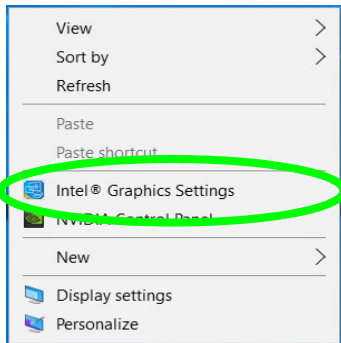 View
Sort by
Refresh
Paste
Paste shortcut
Intel® Graphics Settings
NVIDIA Control Panel
New
Display settings
Personalize